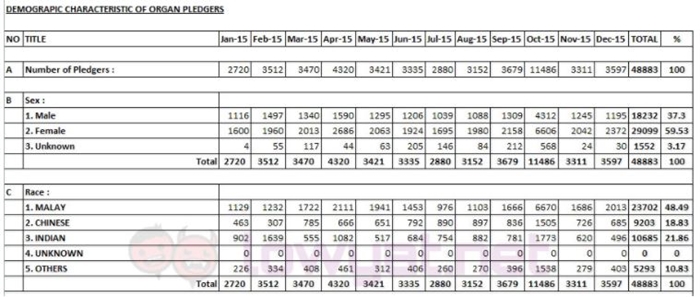 DEMOGRAPIC CHARACTERISTIC OF ORGAN PLEDGERS
NO TITLE Jan-15 Feb-15 Mar-15 Apr-15 May-15 Jun-15 Jul-15 Aug-15 Sep-15 Oct-15 Nov-15 Dec-15 TOTAL %
A Number of Pledgers : 2720 3512 3470 4320 3421 3335 2880 3152 3679 11486 3311 3597 48883 100
B Sex :
1. Male 1116 1497 1340 1590 1295 1206 1039 1088 1309 4312 1245 1195 18232 37.3
2. Female 1600 1960 2013 2686 2063 1924 1695 1980 2158 6606 2042 2372 29099 59.53
3. Unknown 4 55 117 44 63 205 146 84 212 568 24 30 1552 3.17
Total 2720 3512 3470 4320 3421 3335 2880 3152 3679 11486 3311 3597 48883 100
C Race :
1. MALAY 1129 1232 1722 2111 1941 1453 976 1103 1666 6670 1686 2013 23702 48.49
2. CHINESE 463 307 785 666 651 792 890 897 836 1505 726 685 9203 18.83
3. INDIAN 902 1639 555 1082 517 684 754 882 781 1773 620 496 10685 21.86
4. UNKNOWN 0 0 0 0 0 0 0 0 0 0 0 0 0 0
5. OTHERS 226 334 408 461 312 406 260 270 396 1538 279 403 5293 10.83
Total 2720 3512 3470 4320 3421 3335 2880 3152 3679 11486 3311 3597 48883 100
lowyat.net